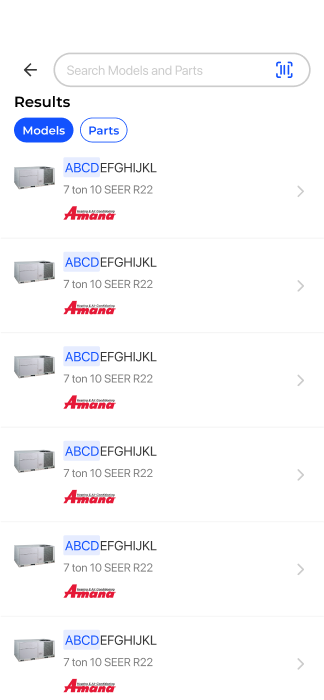 Search Models and Parts
Results
Models
Parts
ABCDEFGHIJKL
7 ton 10 SEER R22
Heating & Air Conditioning
Amana
ABCDEFGHIJKL
7 ton 10 SEER R22
Heating & Air Conditioning
Amana
ABCDEFGHIJKL
7 ton 10 SEER R22
Heating & Air Conditioning
Amana
ABCDEFGHIJKL
7 ton 10 SEER R22
Heating & Air Conditioning
Amana
ABCDEFGHIJKL
7 ton 10 SEER R22
Heating & Air Conditioning
Amana
ABCDEFGHIJKL
7 ton 10 SEER R22
Heating & Air Conditioning
Amana